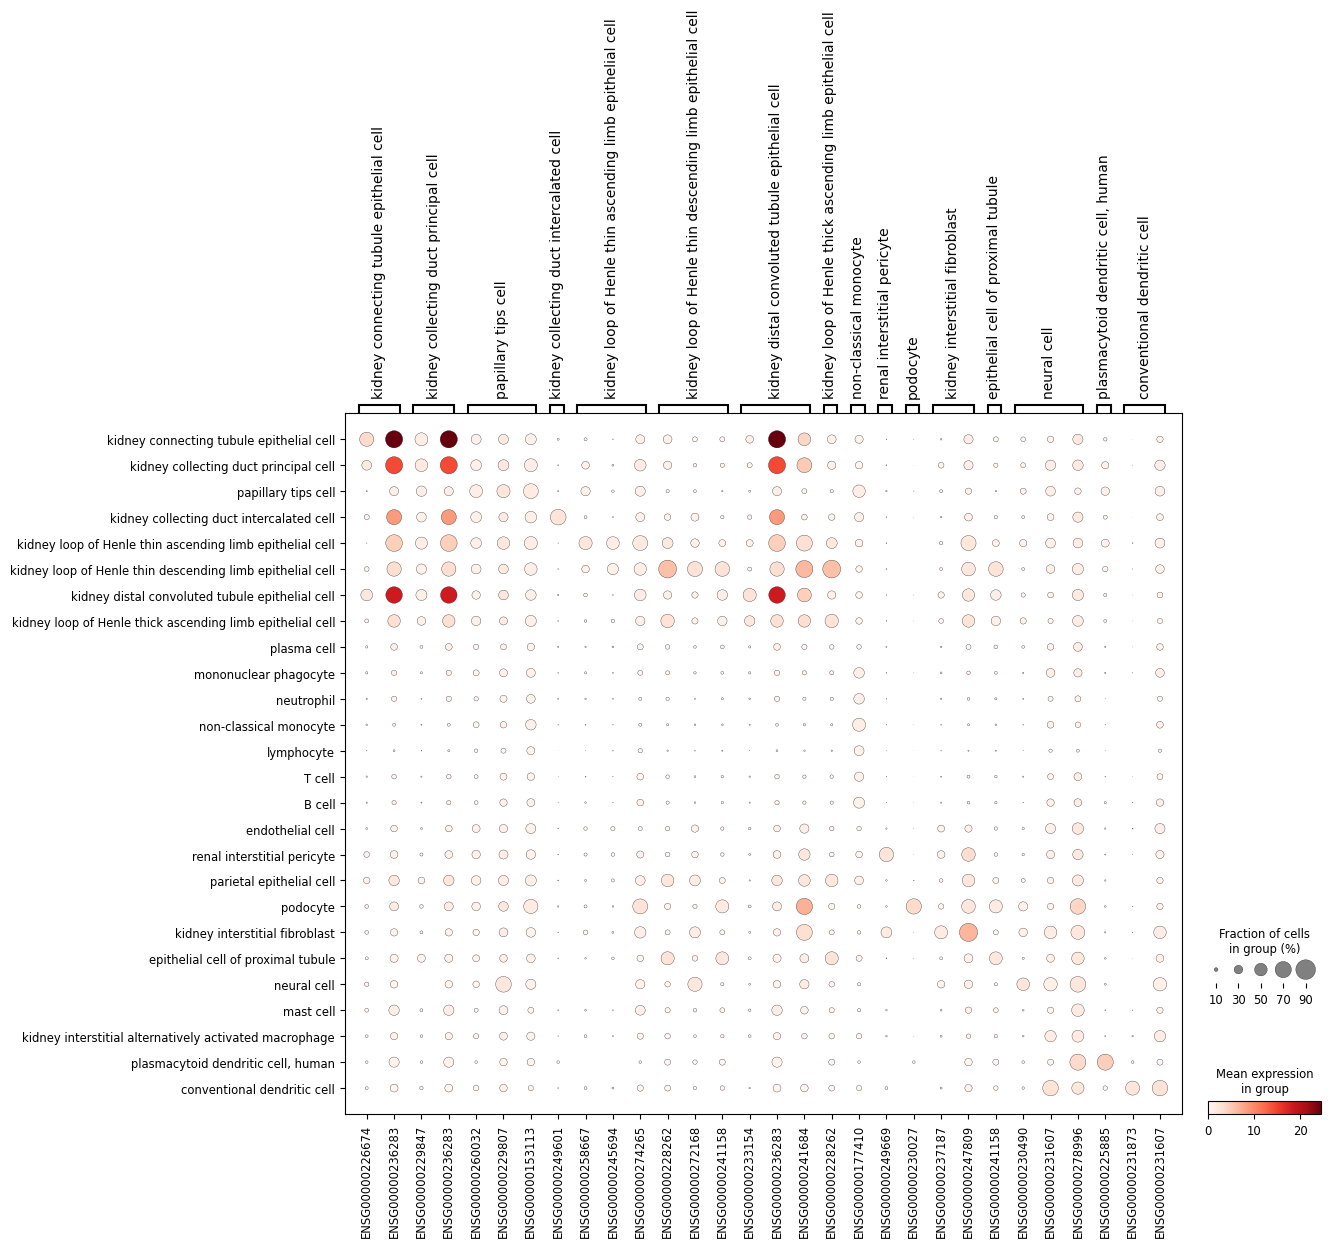 kidney connecting tubule epithelial cell
kidney collecting duct principal cell
papillary tips cell
kidney collecting duct intercalated cell
kidney loop of Henle thin ascending limb epithelial cell
kidney loop of Henle thin descending limb epithelial cell
kidney distal convoluted tubule epithelial cell
kidney loop of Henle thick ascending limb epithelial cell
non-classical monocyte
renal interstitial pericyte
podocyte
kidney interstitial fibroblast
epithelial cell of proximal tubule
neural cell
plasmacytoid dendritic cell, human
conventional dendritic cell
kidney connecting tubule epithelial cell
kidney collecting duct principal cell
papillary tips cell
kidney collecting duct intercalated cell
kidney loop of Henle thin ascending limb epithelial cell
kidney loop of Henle thin descending limb epithelial cell
kidney distal convoluted tubule epithelial cell
kidney loop of Henle thick ascending limb epithelial cell
plasma cell
mononuclear phagocyte
neutrophil
non-classical monocyte
lymphocyte
T cell
B cell
endothelial cell
renal interstitial pericyte
parietal epithelial cell
podocyte
kidney interstitial fibroblast
epithelial cell of proximal tubule
neural cell
mast cell
kidney interstitial alternatively activated macrophage
plasmacytoid dendritic cell, human
conventional dendritic cell
ENSG00000226674
ENSG00000236283
ENSG00000229847
ENSG00000236283
ENSG00000260032
ENSG00000229807
ENSG00000153113
ENSG00000249601
ENSG00000258667
ENSG00000245694
ENSG00000274265
ENSG00000228262
ENSG00000272168
ENSG00000241158
ENSG00000233154
ENSG00000236283
ENSG00000241684
ENSG00000228262
ENSG00000177410
ENSG00000249669
ENSG00000230027
ENSG00000237187
ENSG00000247809
ENSG00000241158
ENSG00000230490
ENSG00000231607
ENSG00000278996
ENSG00000225885
ENSG00000231873
ENSG00000231607
Fraction of cells
in group (%)
10 30 50 70 90
Mean expression
in group
0 10 20